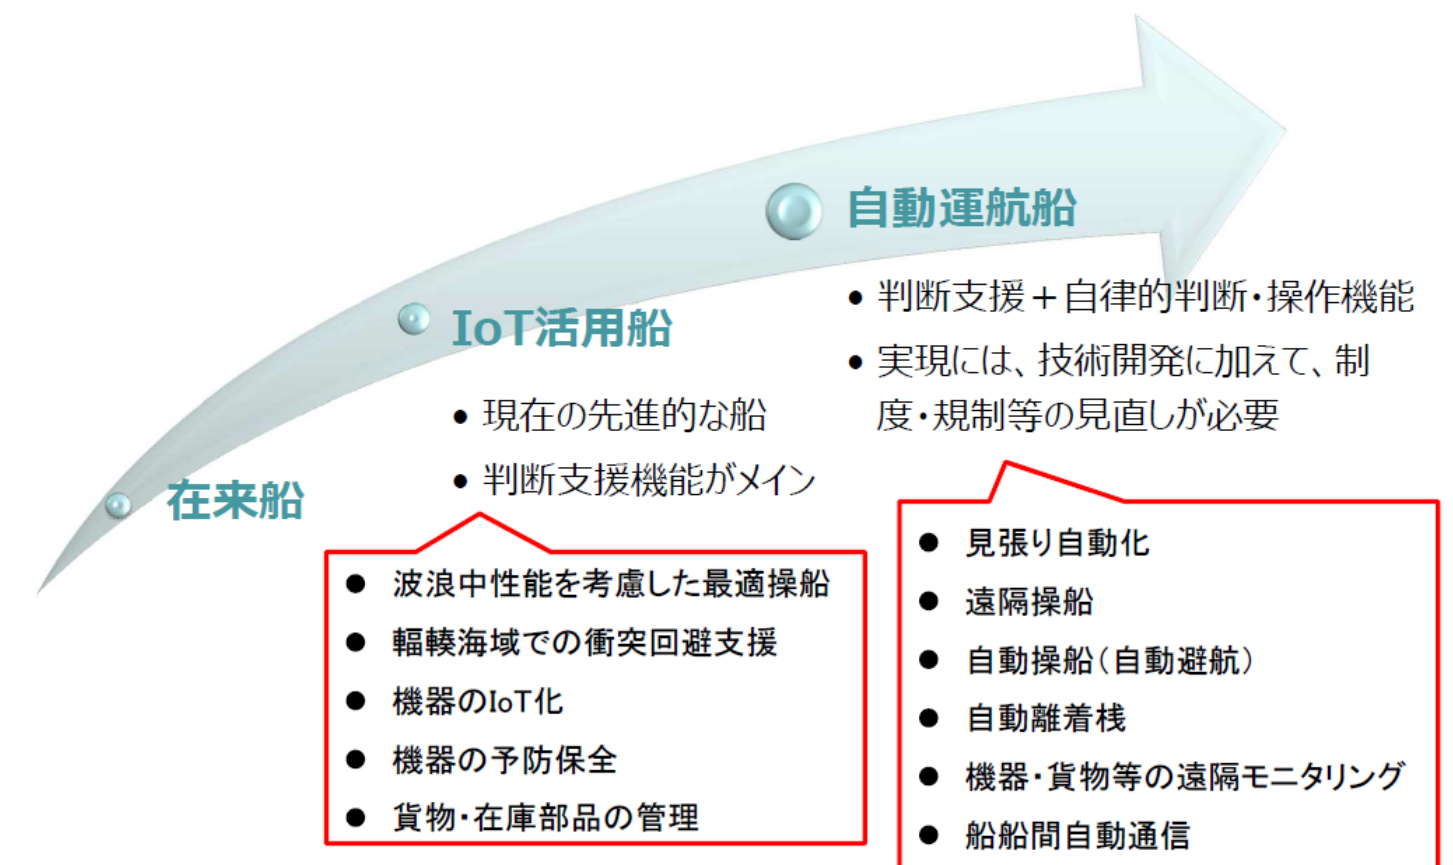 自動運航船
• 判断支援＋自律的判断・操作機能
• 実現には、技術開発に加えて、制
度・規制等の見直しが必要
IoT活用船
• 現在の先進的な船
• 判断支援機能がメイン
在来船
● 波浪中性能を考慮した最適操船
● 輻輳海域での衝突回避支援
● 機器のIoT化
● 機器の予防保全
● 貨物・在庫部品の管理
● 見張り自動化
● 遠隔操船
● 自動操船（自動避航）
● 自動離着桟
● 機器・貨物等の遠隔モニタリング
● 船船間自動通信